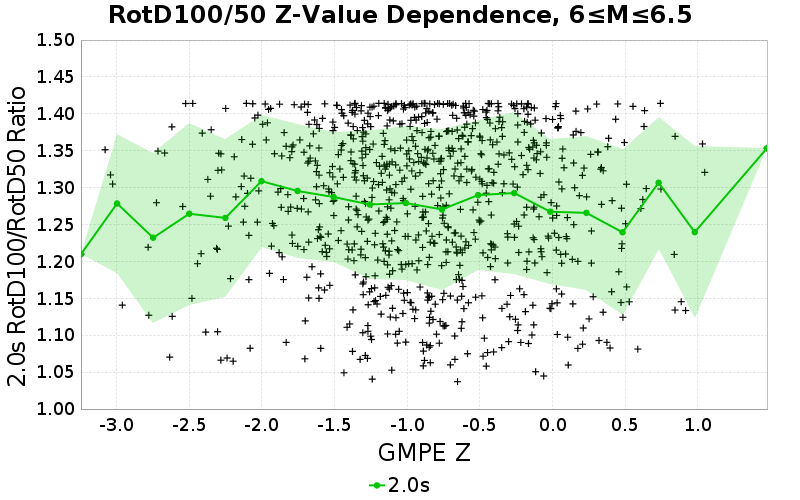 RotD100/50 Z-Value Dependence, 6≤M≤6.5
2.0s RotD100/RotD50 Ratio
1.50
1.45
1.40
1.35
1.30
1.25
1.20
1.15
1.10
1.05
1.00
-3.0 -2.5 -2.0 -1.5 -1.0 -0.5 0.0 0.5 1.0
GMPE Z
2.0s